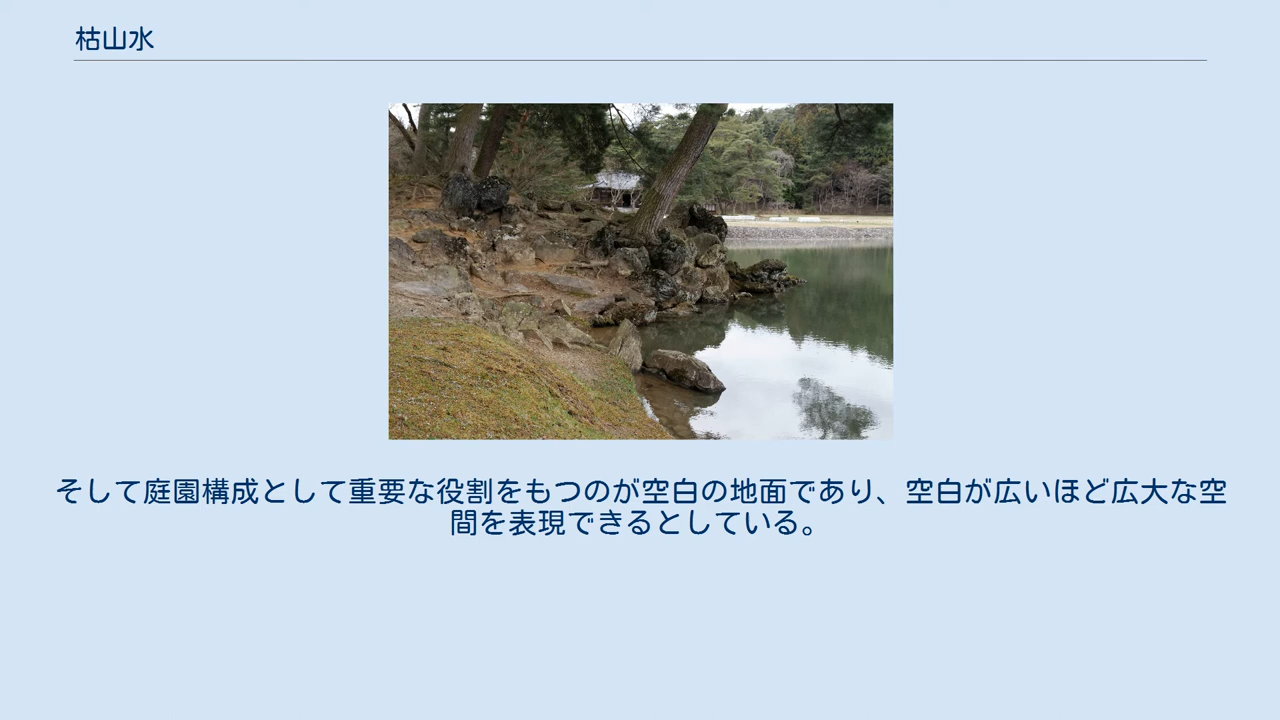 枯山水
そして庭園構成として重要な役割をもつのが空白の地面であり、空白が広いほど広大な空
間を表現できるとしている。